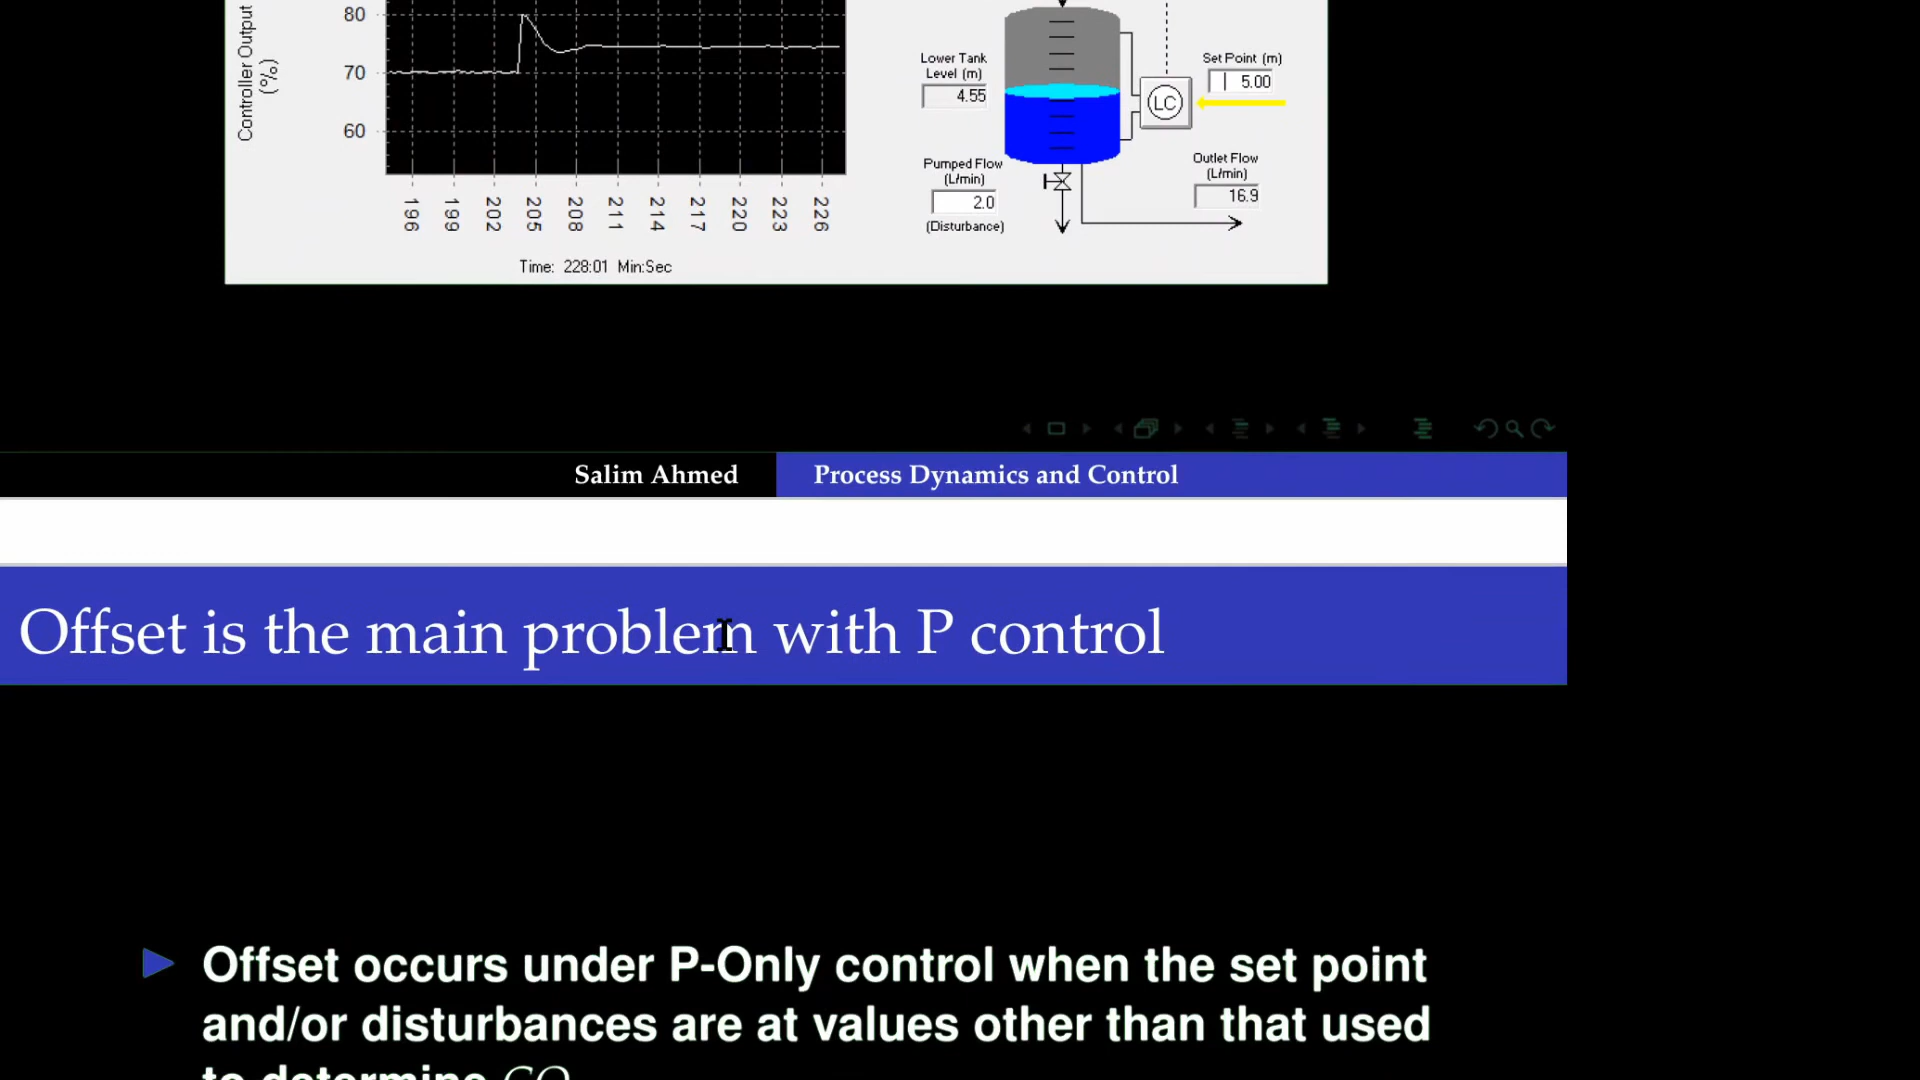 Controller Output
(%)
80
70
60
196 199 202 205 208 211 214 217 220 223 226
Time: 228:01 Min:Sec
Lower Tank
Level (m)
4.55
Set Point (m)
5.00
LC
Pumped Flow
(L/min)
2.0
(Disturbance)
Outlet Flow
(L/min)
16.9
Salim Ahmed
Process Dynamics and Control
Offset is the main problem with P control
Offset occurs under P-Only control when the set point
and/or disturbances are at values other than that used
to determine CO